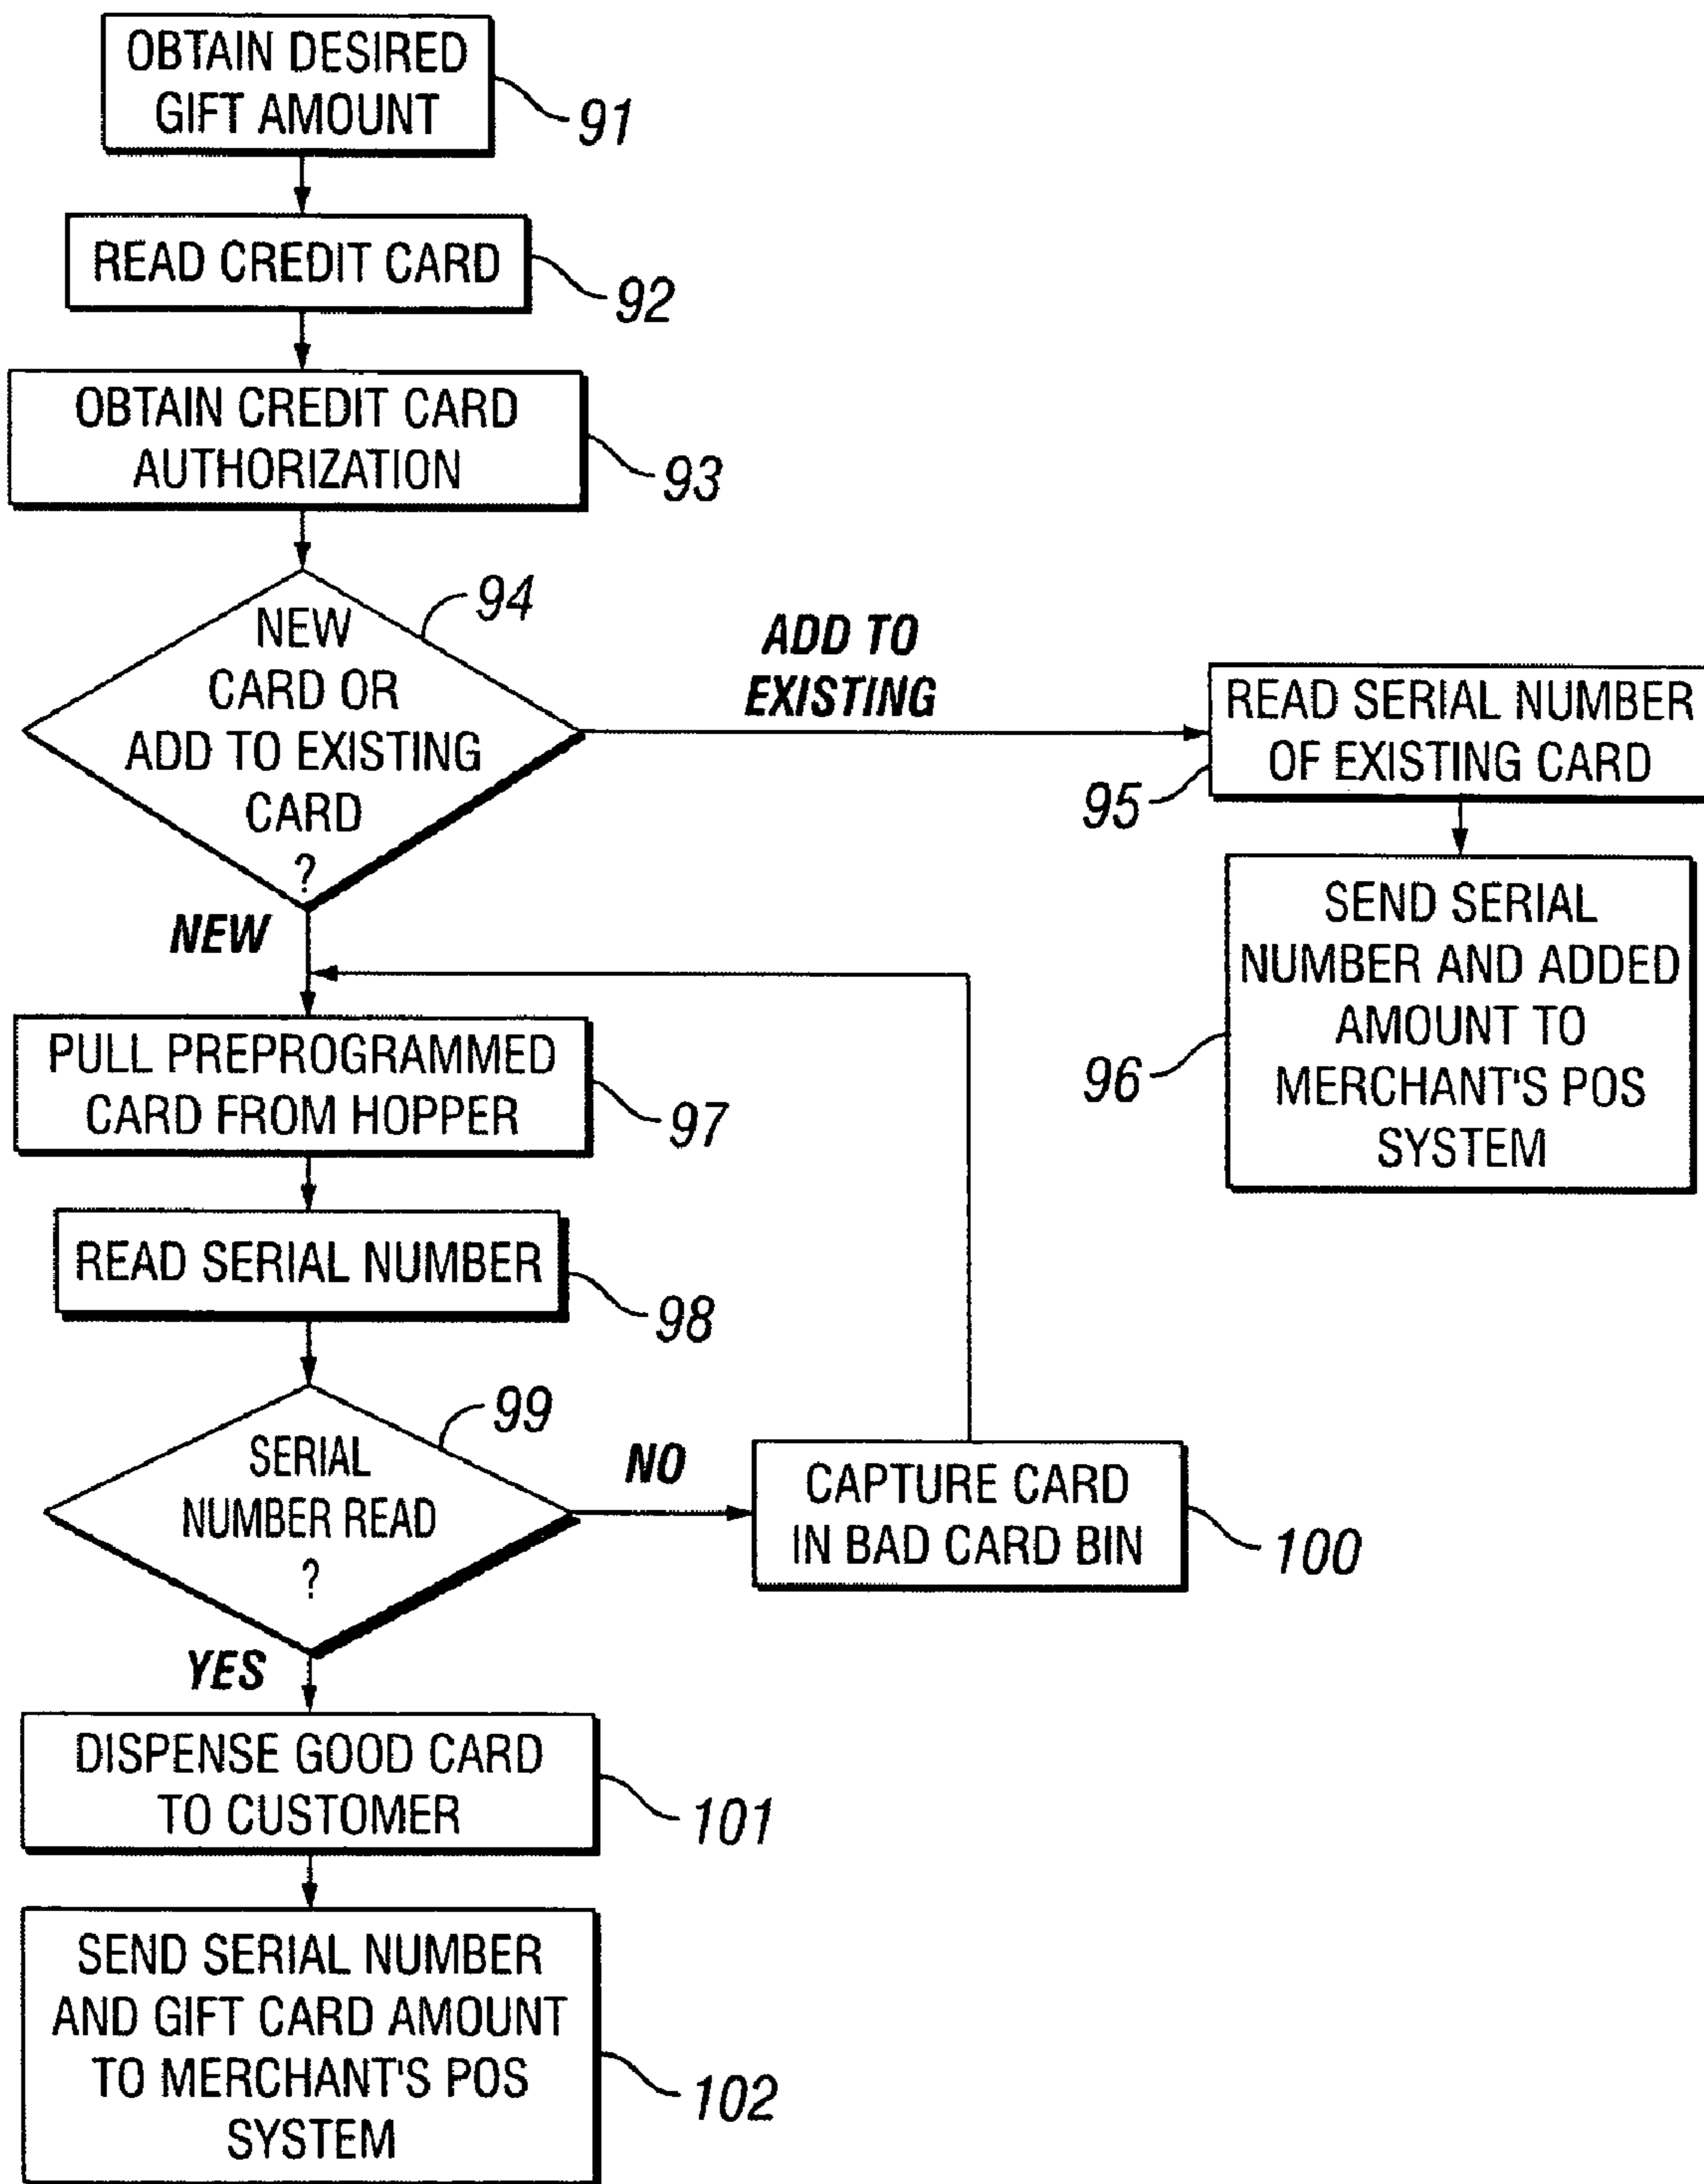 OBTAIN DESIRED
GIFT AMOUNT
91
READ CREDIT CARD
92
OBTAIN CREDIT CARD
AUTHORIZATION
93
94
NEW
CARD OR
ADD TO EXISTING
CARD
?
ADD TO
EXISTING
READ SERIAL NUMBER
OF EXISTING CARD
95
SEND SERIAL
NUMBER AND ADDED
AMOUNT TO
MERCHANT'S POS
SYSTEM
96
NEW
PULL PREPROGRAMMED
CARD FROM HOPPER
97
READ SERIAL NUMBER
98
99
SERIAL
NUMBER READ
?
NO
CAPTURE CARD
IN BAD CARD BIN
100
YES
DISPENSE GOOD CARD
TO CUSTOMER
101
SEND SERIAL NUMBER
AND GIFT CARD AMOUNT
TO MERCHANT'S POS
SYSTEM
102